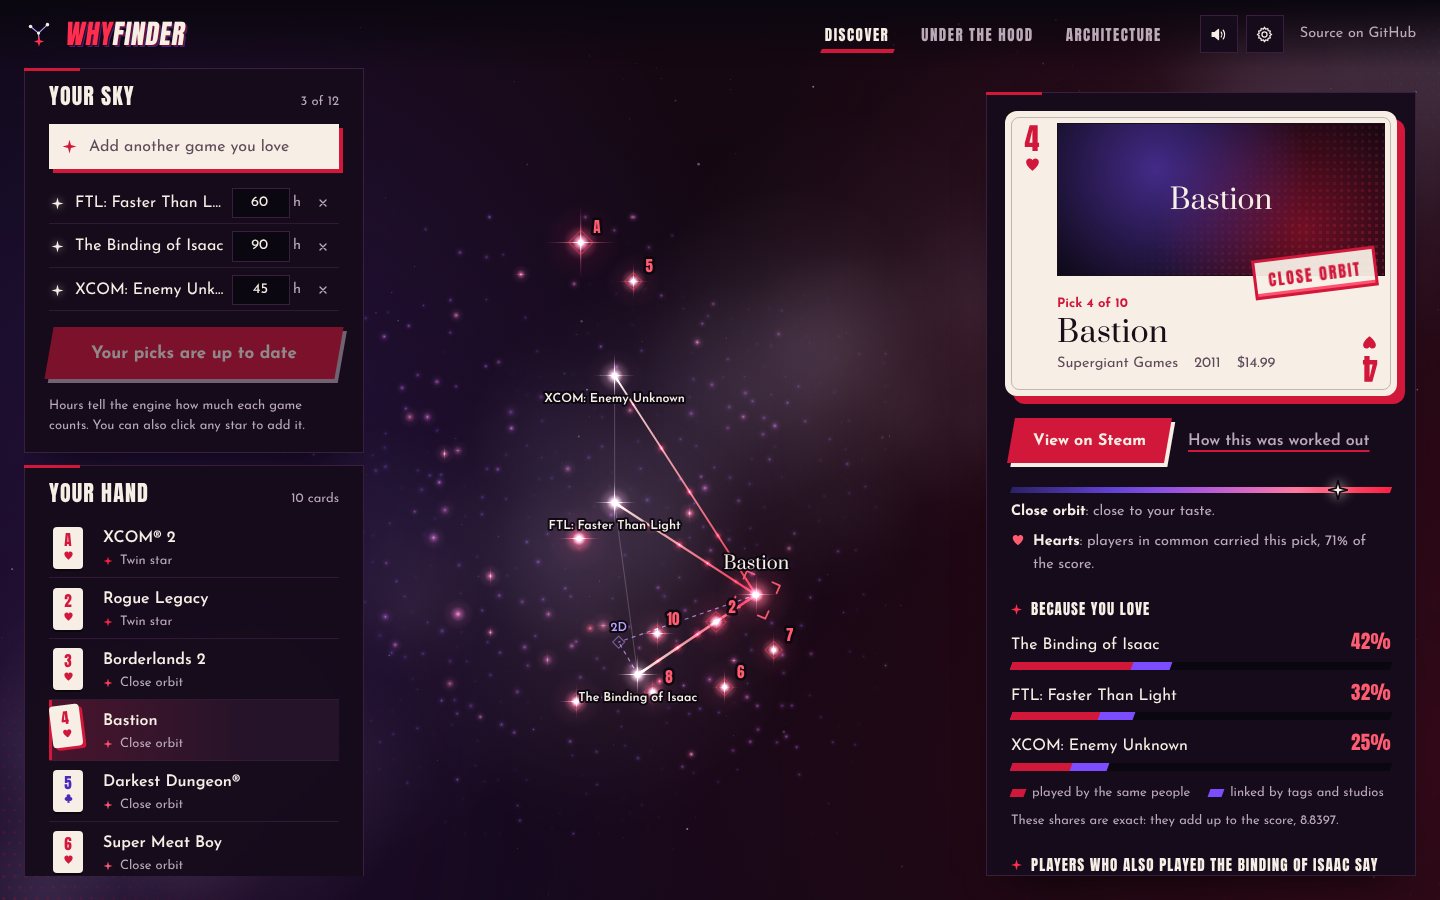 WHYFINDER
DISCOVER
UNDER THE HOOD
ARCHITECTURE
Source on GitHub
YOUR SKY
3 of 12
Add another game you love
FTL: Faster Than L...
60 h ×
The Binding of Isaac
90 h ×
XCOM: Enemy Unk...
45 h ×
Your picks are up to date
Hours tell the engine how much each game
counts. You can also click any star to add it.
YOUR HAND
10 cards
A
XCOM® 2
Twin star
2
Rogue Legacy
Twin star
3
Borderlands 2
Close orbit
4
Bastion
Close orbit
5
Darkest Dungeon®
Close orbit
6
Super Meat Boy
Close orbit
A
5
XCOM: Enemy Unknown
FTL: Faster Than Light
Bastion
2
10
2D
7
8
6
The Binding of Isaac
4
Bastion
CLOSE ORBIT
Pick 4 of 10
Bastion
Supergiant Games 2011 $14.99
4
View on Steam
How this was worked out
Close orbit: close to your taste.
Hearts: players in common carried this pick, 71% of
the score.
BECAUSE YOU LOVE
The Binding of Isaac 42%
FTL: Faster Than Light 32%
XCOM: Enemy Unknown 25%
played by the same people
linked by tags and studios
These shares are exact: they add up to the score, 8.8397.
PLAYERS WHO ALSO PLAYED THE BINDING OF ISAAC SAY